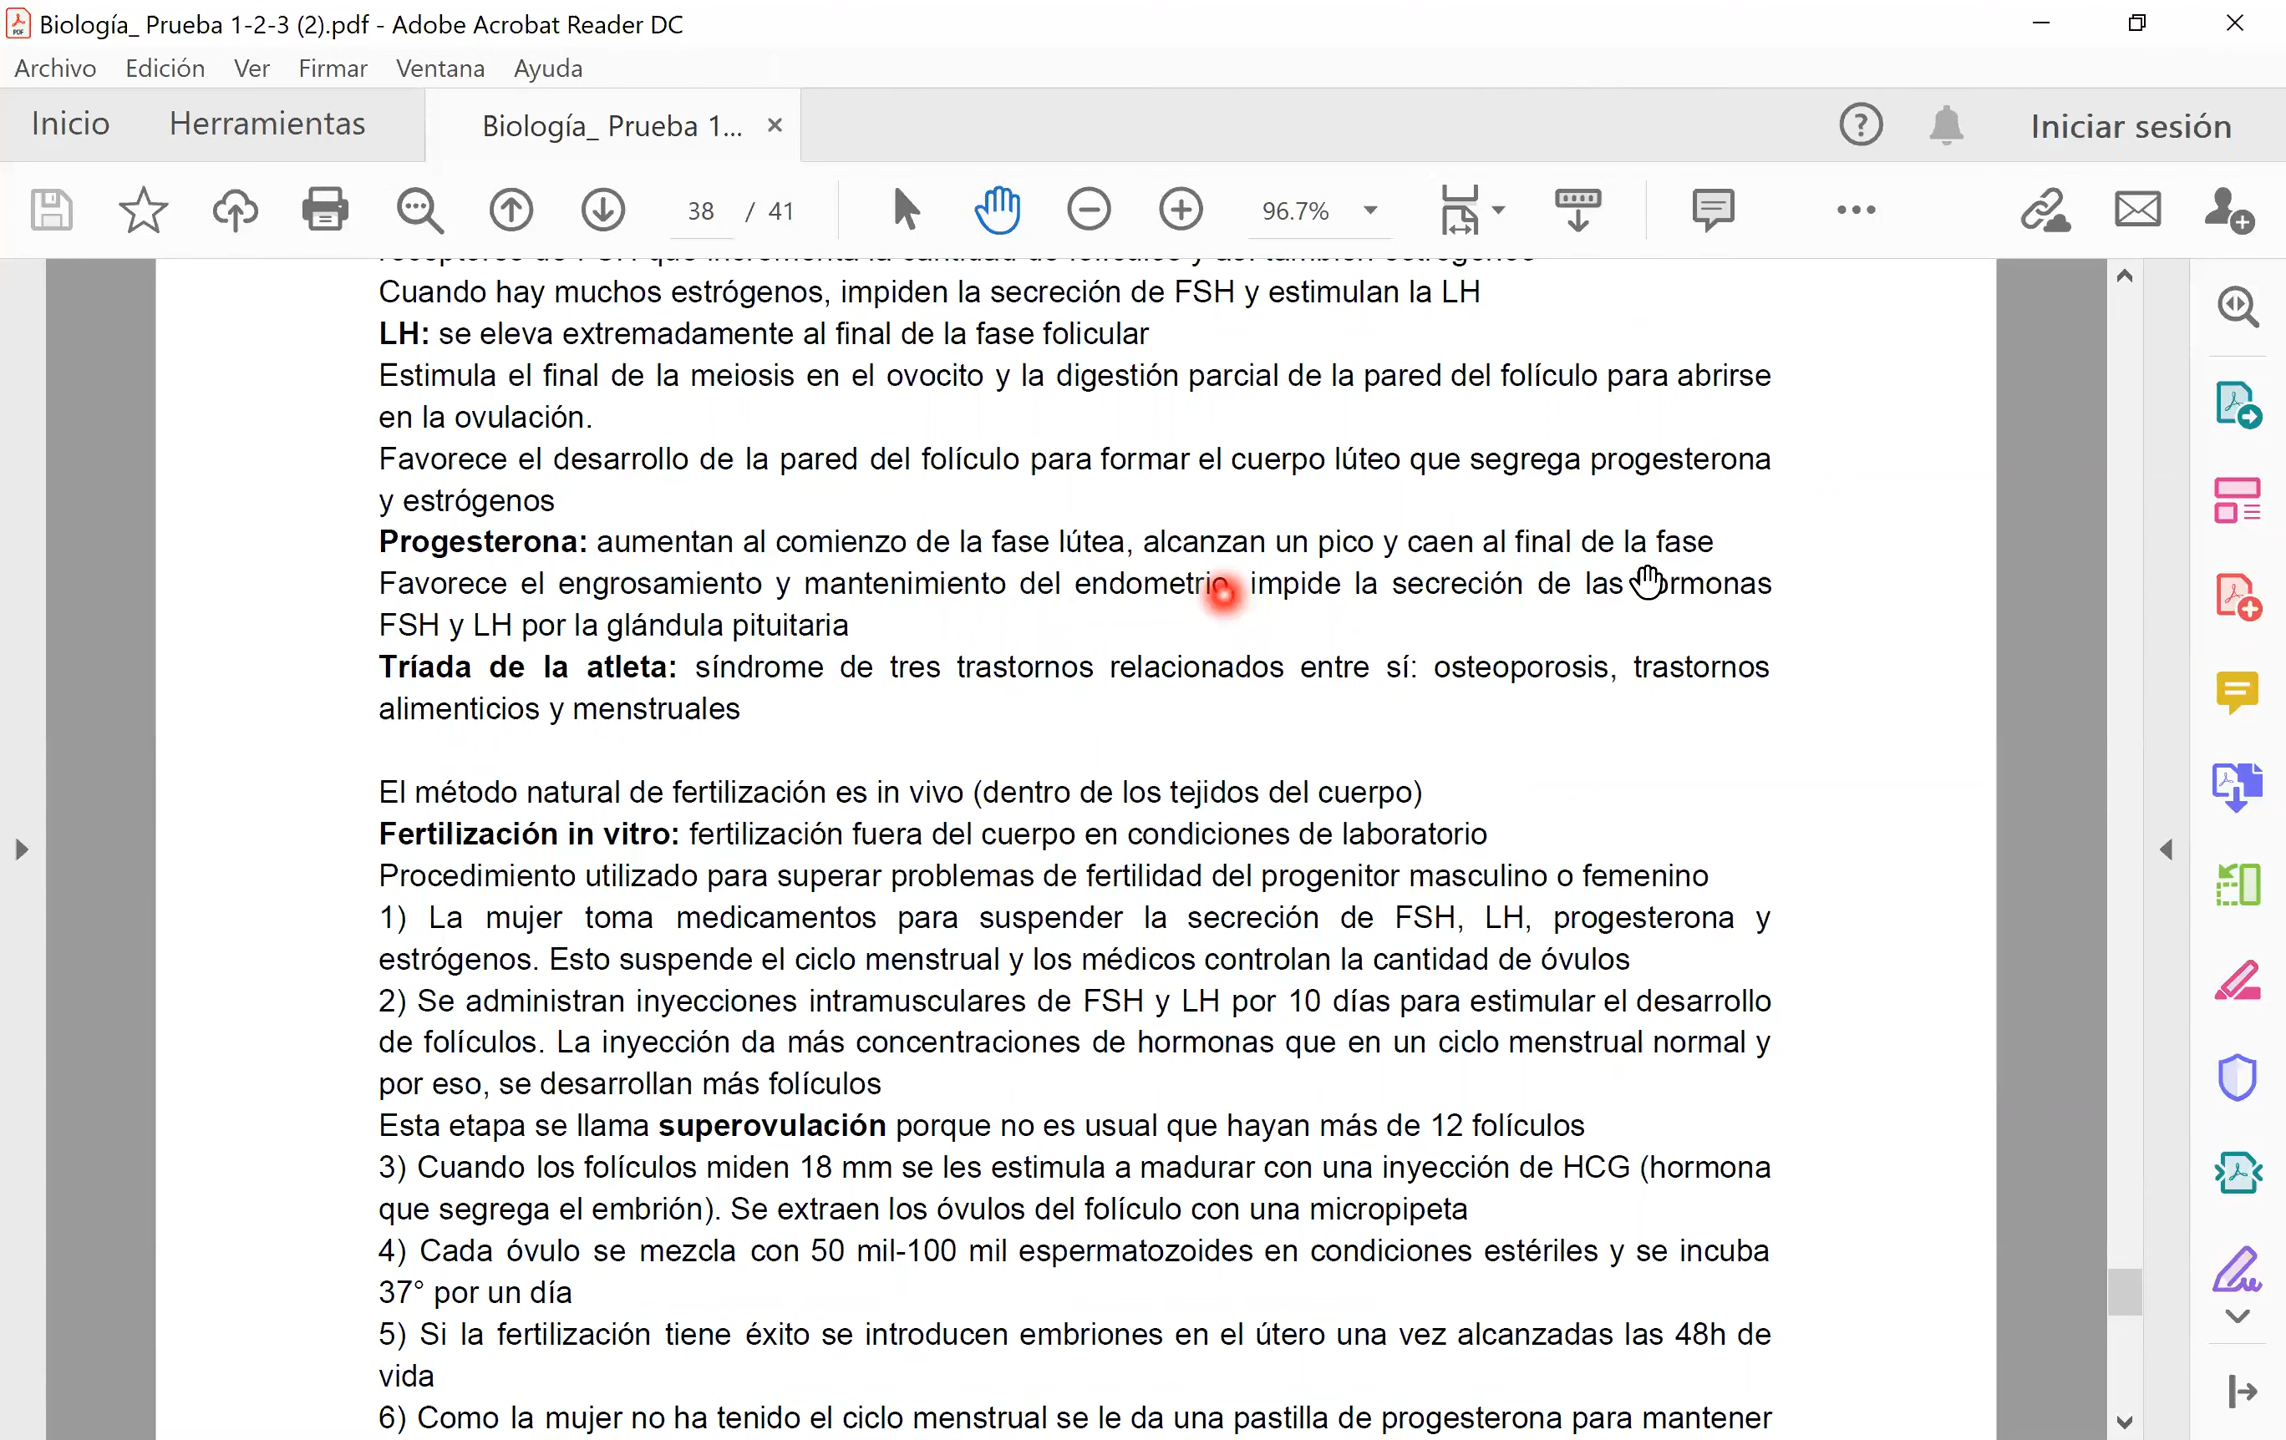 Biología_ Prueba 1-2-3 (2).pdf - Adobe Acrobat Reader DC
Archivo Edición Ver Firmar Ventana Ayuda
Inicio Herramientas Biología_ Prueba 1... Iniciar sesión
38 / 41 96.7%
Cuando hay muchos estrógenos, impiden la secreción de FSH y estimulan la LH
LH: se eleva extremadamente al final de la fase folicular
Estimula el final de la meiosis en el ovocito y la digestión parcial de la pared del folículo para abrirse
en la ovulación.
Favorece el desarrollo de la pared del folículo para formar el cuerpo lúteo que segrega progesterona
y estrógenos
Progesterona: aumentan al comienzo de la fase lútea, alcanzan un pico y caen al final de la fase
Favorece el engrosamiento y mantenimiento del endometrio, impide la secreción de las hormonas
FSH y LH por la glándula pituitaria
Tríada de la atleta: síndrome de tres trastornos relacionados entre sí: osteoporosis, trastornos
alimenticios y menstruales
El método natural de fertilización es in vivo (dentro de los tejidos del cuerpo)
Fertilización in vitro: fertilización fuera del cuerpo en condiciones de laboratorio
Procedimiento utilizado para superar problemas de fertilidad del progenitor masculino o femenino
1) La mujer toma medicamentos para suspender la secreción de FSH, LH, progesterona y
estrógenos. Esto suspende el ciclo menstrual y los médicos controlan la cantidad de óvulos
2) Se administran inyecciones intramusculares de FSH y LH por 10 días para estimular el desarrollo
de folículos. La inyección da más concentraciones de hormonas que en un ciclo menstrual normal y
por eso, se desarrollan más folículos
Esta etapa se llama superovulación porque no es usual que hayan más de 12 folículos
3) Cuando los folículos miden 18 mm se les estimula a madurar con una inyección de HCG (hormona
que segrega el embrión). Se extraen los óvulos del folículo con una micropipeta
4) Cada óvulo se mezcla con 50 mil-100 mil espermatozoides en condiciones estériles y se incuba
37° por un día
5) Si la fertilización tiene éxito se introducen embriones en el útero una vez alcanzadas las 48h de
vida
6) Como la mujer no ha tenido el ciclo menstrual se le da una pastilla de progesterona para mantener